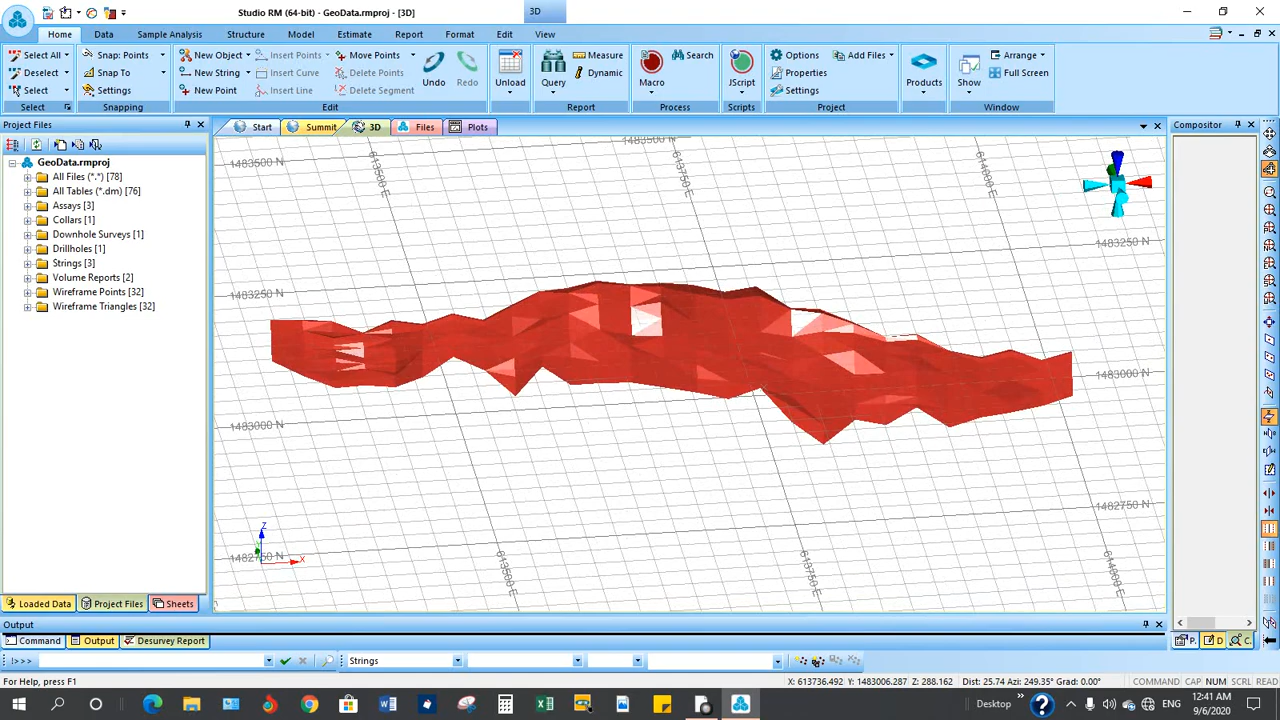 Studio RM (64-bit) - GeoData.rmproj - [3D]
3D
Home Data Sample Analysis Structure Model Estimate Report Format Edit View
Select All Snap: Points New Object Insert Points Move Points Measure Search Options Add Files Arrange
Deselect Snap To New String Insert Curve Delete Points Undo Redo Unload Query Dynamic Macro JScript Properties Products Show Full Screen
Select Settings New Point Insert Line Delete Segment Settings
Select Snapping Edit Report Process Scripts Project Window
Project Files
Start Summit 3D Files Plots
Compositor
GeoData.rmproj
All Files (*.*) [78]
All Tables (*.dm) [76]
Assays [3]
Collars [1]
Downhole Surveys [1]
Drillholes [1]
Strings [3]
Wireframe Points [32]
Volume Reports [2]
Wireframe Triangles [32]
1483500 N
1483500 N
613500 E
613750 E
614000 E
1483250 N
1483250 N
1483000 N
1483000 N
1482750 N
1482750 N
613500 E
613750 E
614000 E
Z
X
Loaded Data Project Files Sheets
Output
Command Output Desurvey Report
P. D C.
!>>> Strings
For Help, press F1
X: 613736.492 Y: 1483006.287 Z: 288.162 Dist: 25.74 Azi: 249.35° Grad: 0.00° COMMAND CAP NUM SCRL READ
Desktop
ENG
12:41 AM
9/6/2020